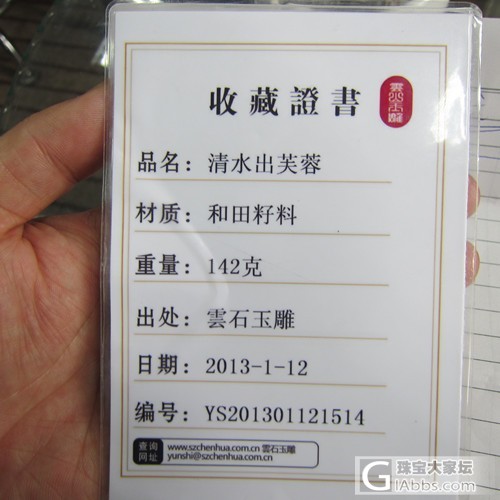 收藏證書
品名：清水出芙蓉
材质：和田籽料
重量：142克
出处：雲石玉雕
日期：2013-1-12
编号：YS201301121514
查询网址
www.szchenhua.com.cn 雲石玉雕
yunshi@szchenhua.com.cn
珠宝大家坛
IAbbs.com